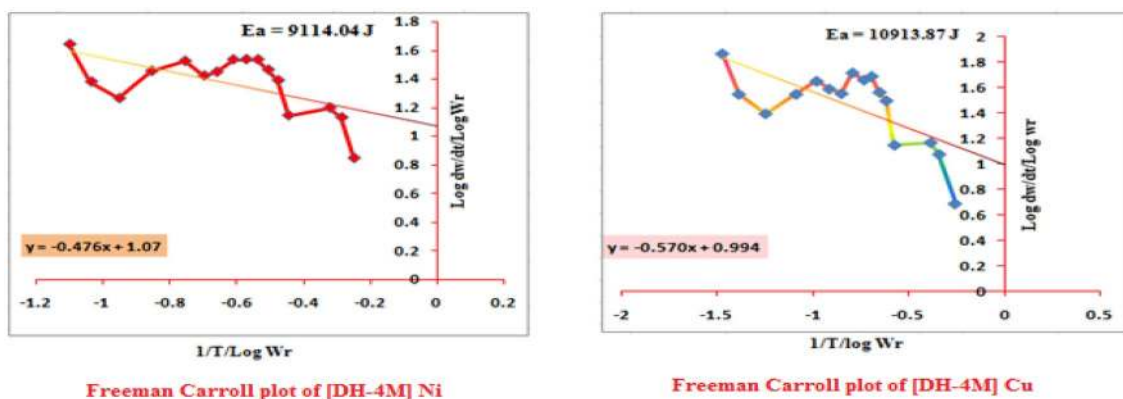 Ea = 9114.04 J
1.8
1.6
1.4
1.2
1
0.8
0.6
0.4
0.2
0
Log dw/dt/Log Wr
y = -0.476x + 1.07
-1.2 -1 -0.8 -0.6 -0.4 -0.2 0 0.2
1/T/Log Wr
Freeman Carroll plot of [DH-4M] Ni
Ea = 10913.87 J
2
1.8
1.6
1.4
1.2
1
0.8
0.6
0.4
0.2
0
Log dw/dt/Log wr
y = -0.570x + 0.994
-2 -1.5 -1 -0.5 0 0.5
1/T/log Wr
Freeman Carroll plot of [DH-4M] Cu